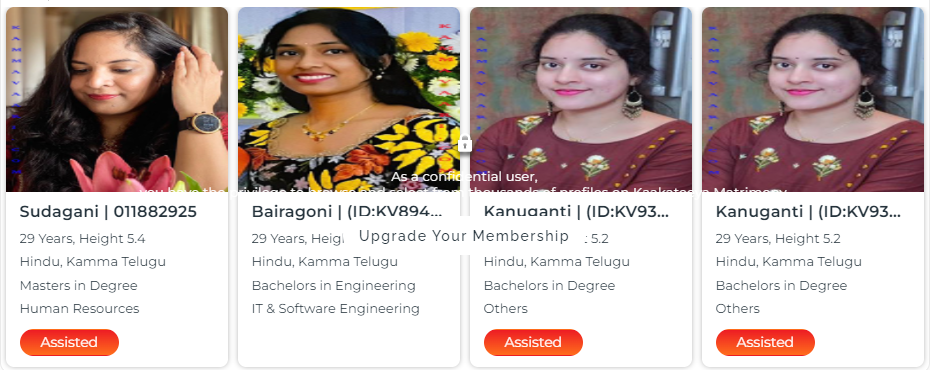 As a confidential user,
you have the privilege to browse and select from thousands of profiles on Kaakateeya Matrimony
Sudagani | 011882925
29 Years, Height 5.4
Hindu, Kamma Telugu
Masters in Degree
Human Resources
Assisted
Bairagoni | (ID:KV894...
29 Years, Heig
Hindu, Kamma Telugu
Bachelors in Engineering
IT & Software Engineering
Upgrade Your Membership
Kanuganti | (ID:KV93...
: 5.2
Hindu, Kamma Telugu
Bachelors in Degree
Others
Assisted
Kanuganti | (ID:KV93...
29 Years, Height 5.2
Hindu, Kamma Telugu
Bachelors in Degree
Others
Assisted